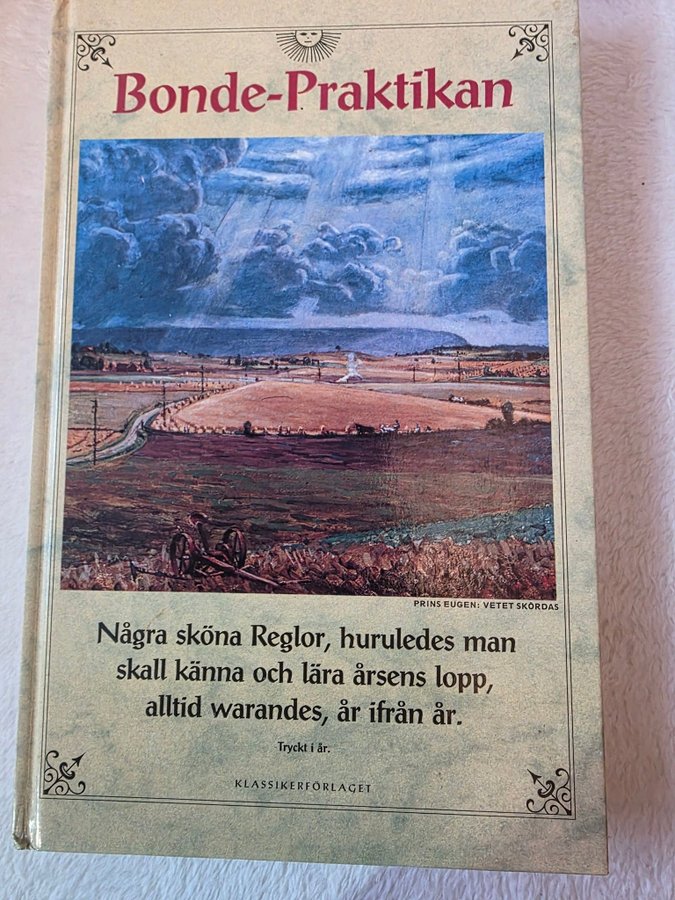 Bonde-Praktikan
PRINS EUGEN: VETET SKÖRDAS
Några sköna Reglor, huruledes man
skall känna och lära årsens lopp,
alltid warandes, år ifrån år.
Tryckt i år.
KLASSIKERFÖRLAGET